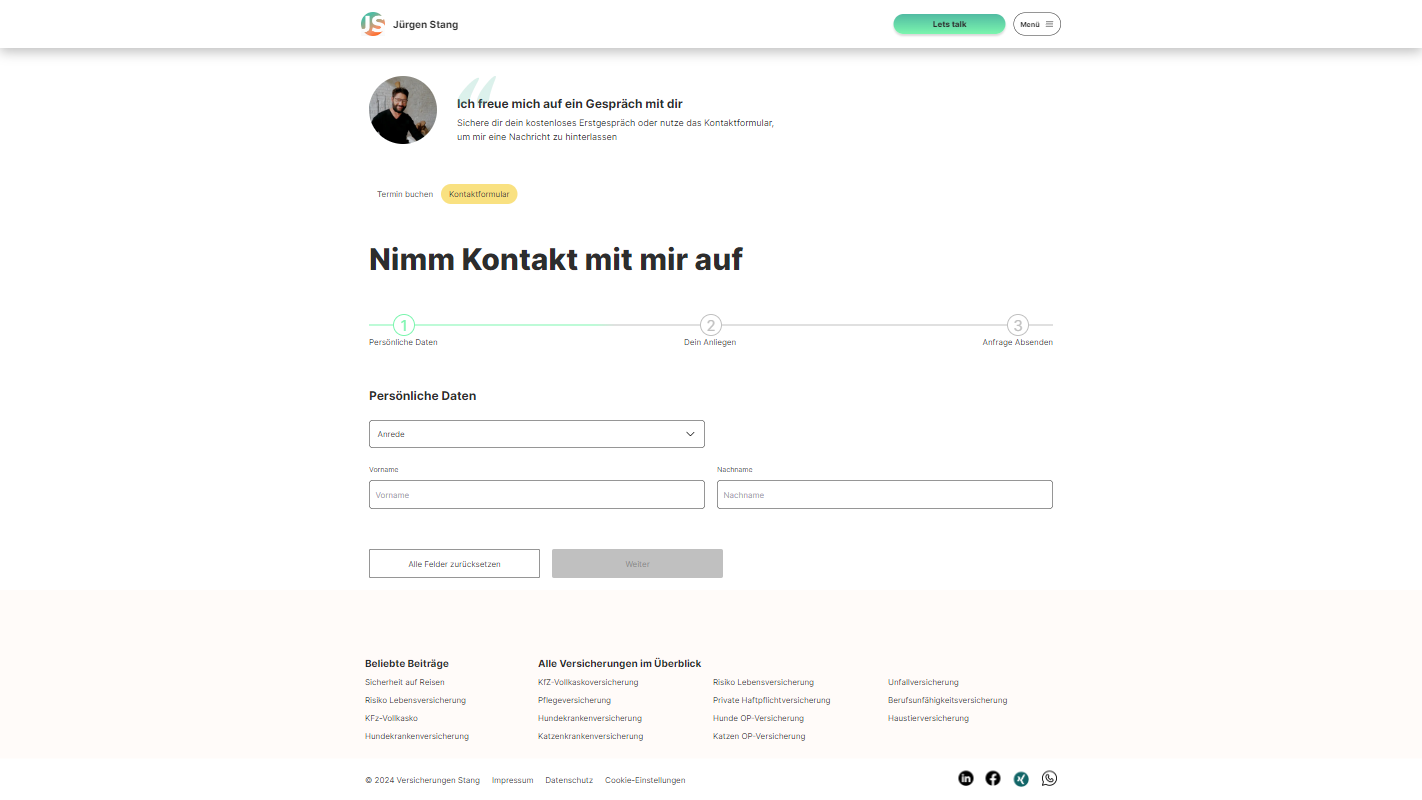 JS Jürgen Stang
Lets talk
Menü
Ich freue mich auf ein Gespräch mit dir
Sichere dir dein kostenloses Erstgespräch oder nutze das Kontaktformular,
um mir eine Nachricht zu hinterlassen
Termin buchen
Kontaktformular
Nimm Kontakt mit mir auf
1
2
3
Persönliche Daten
Dein Anliegen
Anfrage Absenden
Persönliche Daten
Anrede
Vorname
Nachname
Vorname
Nachname
Alle Felder zurücksetzen
Weiter
Beliebte Beiträge
Sicherheit auf Reisen
Risiko Lebensversicherung
KFz-Vollkasko
Hundekrankenversicherung
Alle Versicherungen im Überblick
KfZ-Vollkaskoversicherung
Pflegeversicherung
Hundekrankenversicherung
Katzenkrankenversicherung
Risiko Lebensversicherung
Private Haftpflichtversicherung
Hunde OP-Versicherung
Katzen OP-Versicherung
Unfallversicherung
Berufsunfähigkeitsversicherung
Haustierversicherung
© 2024 Versicherungen Stang
Impressum
Datenschutz
Cookie-Einstellungen